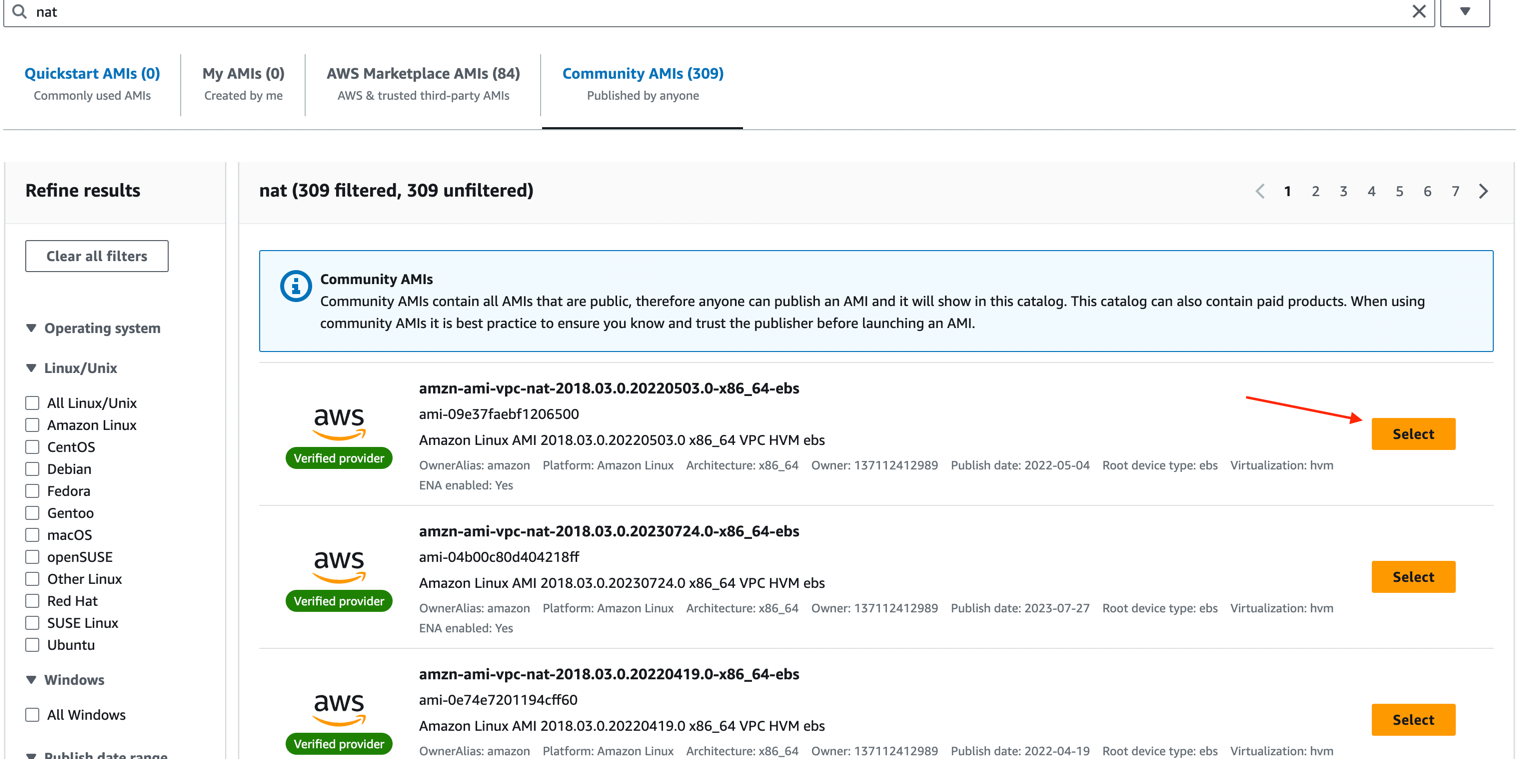 nat
Quickstart AMIs (0)
Commonly used AMIs
My AMIs (0)
Created by me
AWS Marketplace AMIs (84)
AWS & trusted third-party AMIs
Community AMIs (309)
Published by anyone
Refine results
Clear all filters
Operating system
Linux/Unix
All Linux/Unix
Amazon Linux
CentOS
Debian
Fedora
Gentoo
macOS
openSUSE
Other Linux
Red Hat
SUSE Linux
Ubuntu
Windows
All Windows
Publish date range
nat (309 filtered, 309 unfiltered)
1 2 3 4 5 6 7
Community AMIs
Community AMIs contain all AMIs that are public, therefore anyone can publish an AMI and it will show in this catalog. This catalog can also contain paid products. When using
community AMIs it is best practice to ensure you know and trust the publisher before launching an AMI.
aws
Verified provider
amzn-ami-vpc-nat-2018.03.0.20220503.0-x86_64-ebs
ami-09e37faebf1206500
Amazon Linux AMI 2018.03.0.20220503.0 x86_64 VPC HVM ebs
OwnerAlias: amazon Platform: Amazon Linux Architecture: x86_64 Owner: 137112412989 Publish date: 2022-05-04 Root device type: ebs Virtualization: hvm
ENA enabled: Yes
Select
aws
Verified provider
amzn-ami-vpc-nat-2018.03.0.20230724.0-x86_64-ebs
ami-04b00c80d404218ff
Amazon Linux AMI 2018.03.0.20230724.0 x86_64 VPC HVM ebs
OwnerAlias: amazon Platform: Amazon Linux Architecture: x86_64 Owner: 137112412989 Publish date: 2023-07-27 Root device type: ebs Virtualization: hvm
ENA enabled: Yes
Select
aws
Verified provider
amzn-ami-vpc-nat-2018.03.0.20220419.0-x86_64-ebs
ami-0e74e7201194cff60
Amazon Linux AMI 2018.03.0.20220419.0 x86_64 VPC HVM ebs
OwnerAlias: amazon Platform: Amazon Linux Architecture: x86_64 Owner: 137112412989 Publish date: 2022-04-19 Root device type: ebs Virtualization: hvm
Select